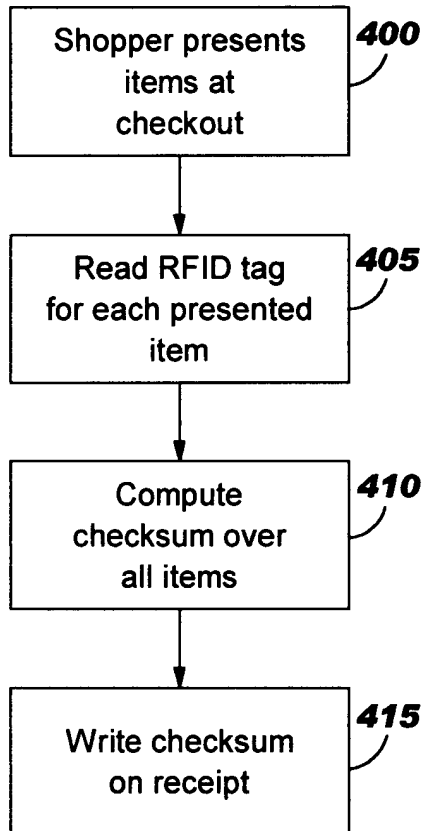 Shopper presents
items at
checkout
400
Read RFID tag
for each presented
item
405
Compute
checksum over
all items
410
Write checksum
on receipt
415